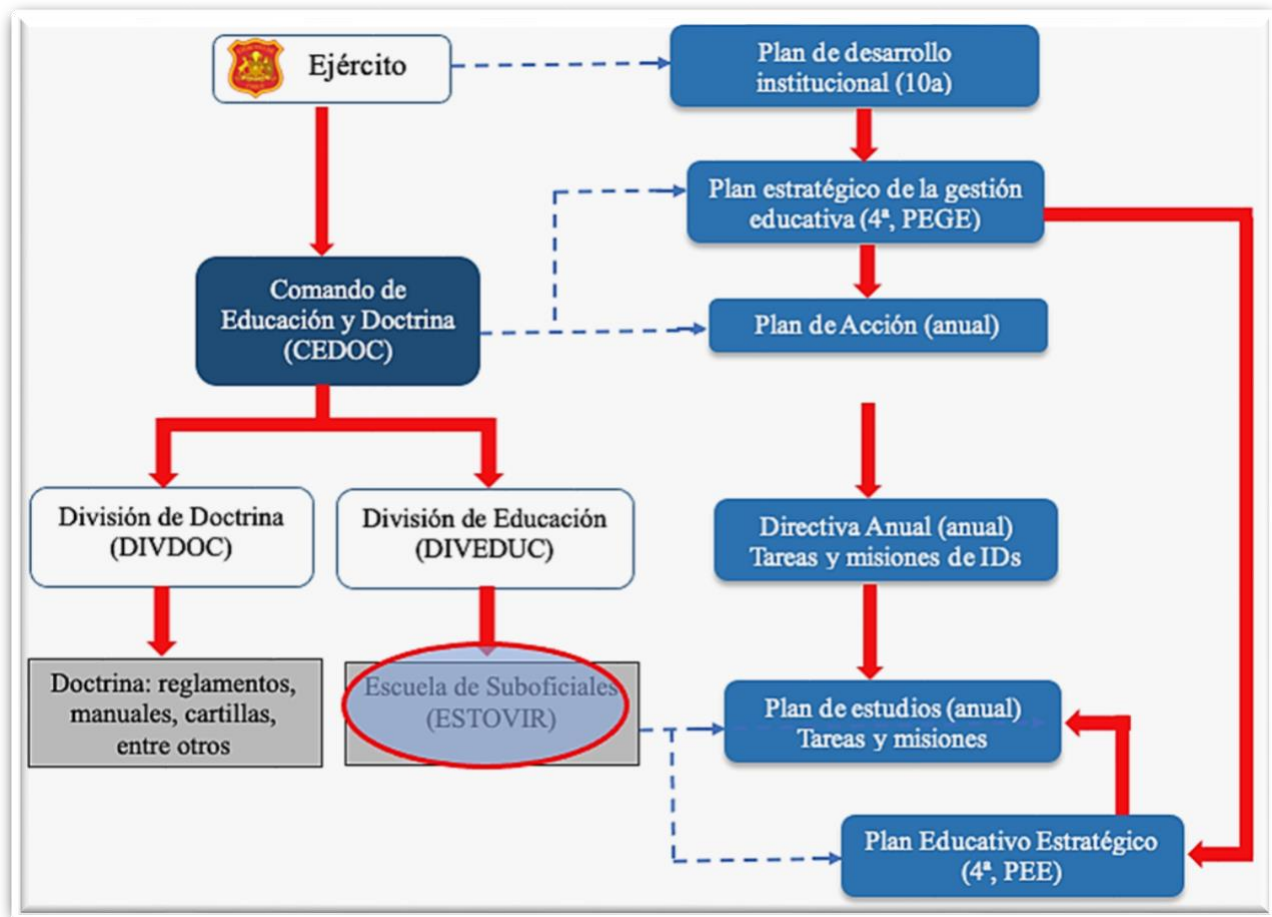 Ejército
Plan de desarrollo
institucional (10a)
Plan estratégico de la gestión
educativa (4ª, PEGE)
Comando de
Educación y Doctrina
(CEDOC)
Plan de Acción (anual)
División de Doctrina
(DIVDOC)
División de Educación
(DIVEDUC)
Directiva Anual (anual)
Tareas y misiones de IDs
Doctrina: reglamentos,
manuales, cartillas,
entre otros
Escuela de Suboficiales
(ESTOVIR)
Plan de estudios (anual)
Tareas y misiones
Plan Educativo Estratégico
(4ª, PEE)